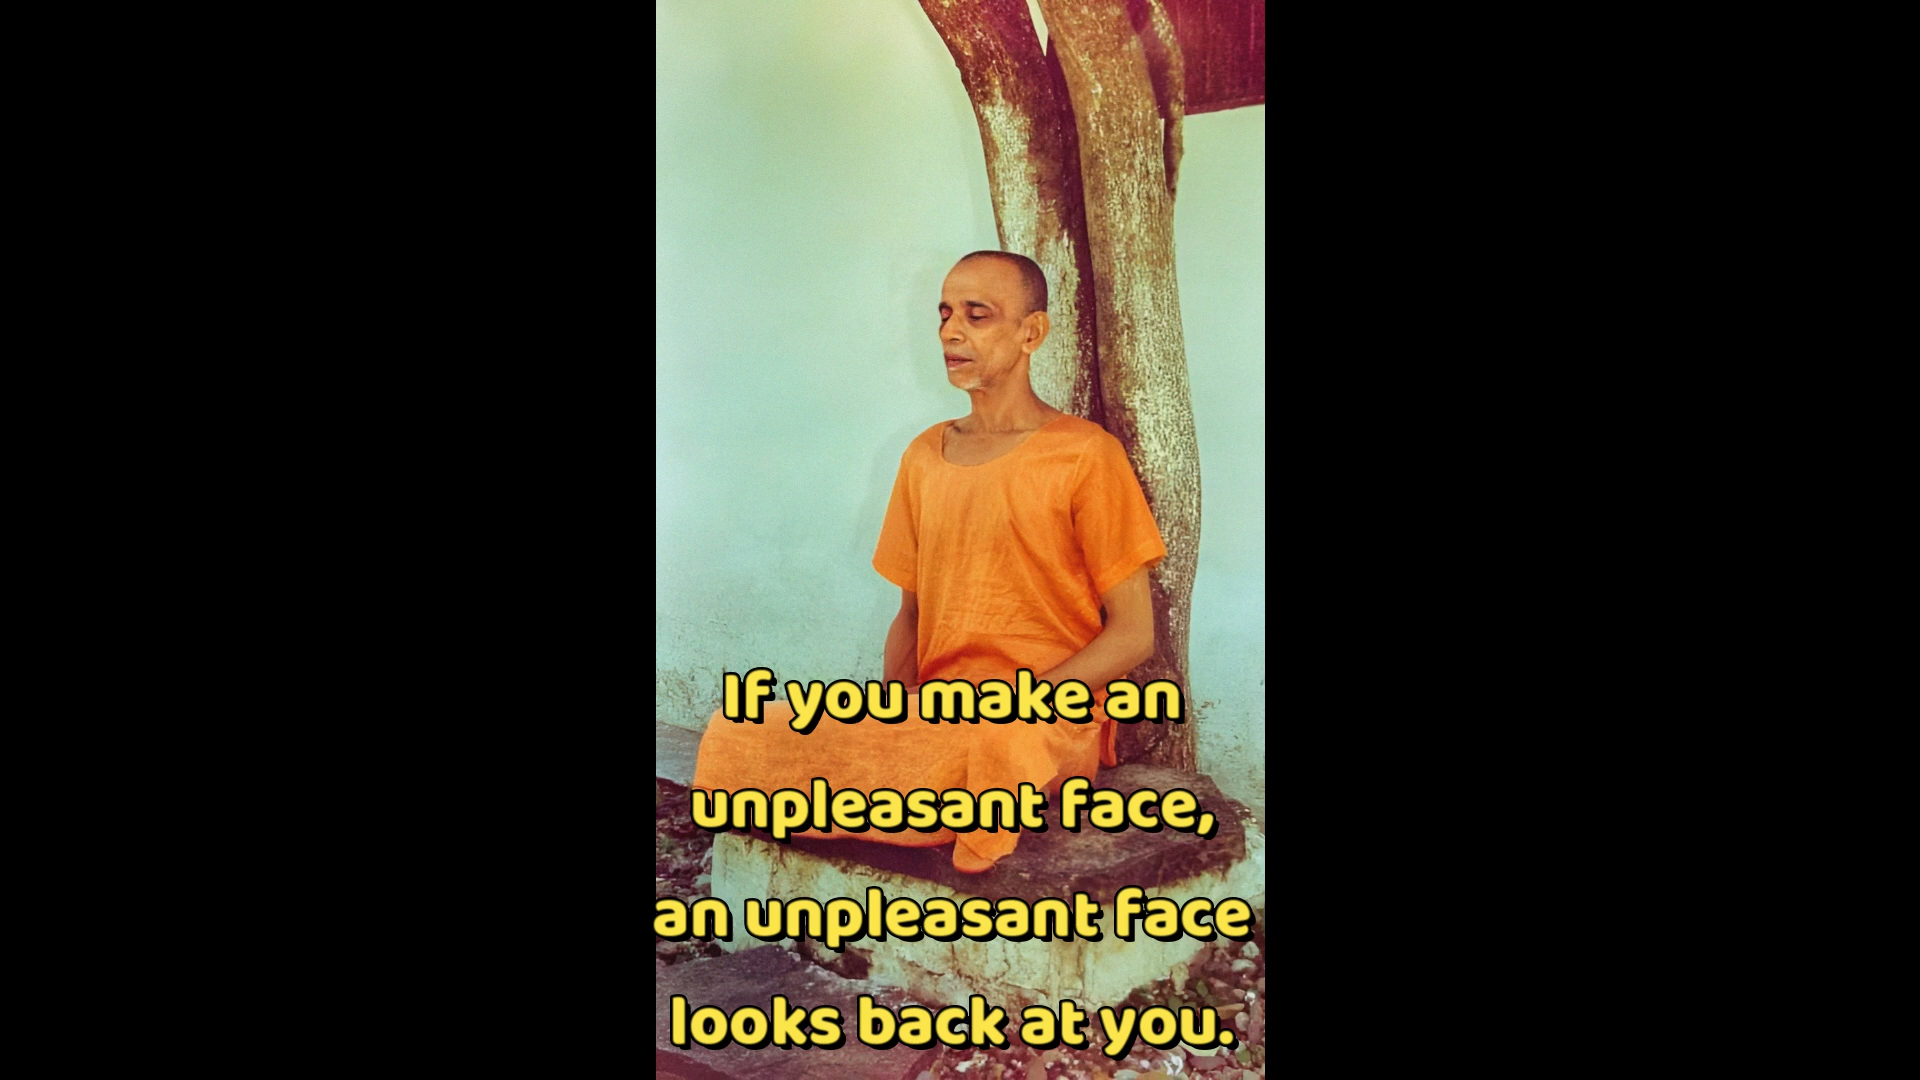 If you make an
unpleasant face,
an unpleasant face
looks back at you.